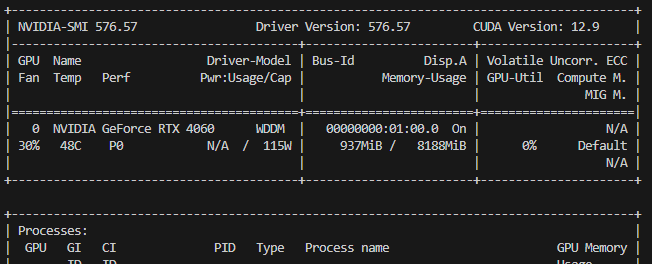 NVIDIA-SMI 576.57 Driver Version: 576.57 CUDA Version: 12.9
GPU Name Driver-Model Bus-Id Disp.A Volatile Uncorr. ECC
Fan Temp Perf Pwr:Usage/Cap Memory-Usage GPU-Util Compute M.
MIG M.
0 NVIDIA GeForce RTX 4060 WDDM 00000000:01:00.0 On N/A
30% 48C P0 N/A / 115W 937MiB / 8188MiB 0% Default
N/A
Processes:
GPU GI CI PID Type Process name GPU Memory
ID ID Usage